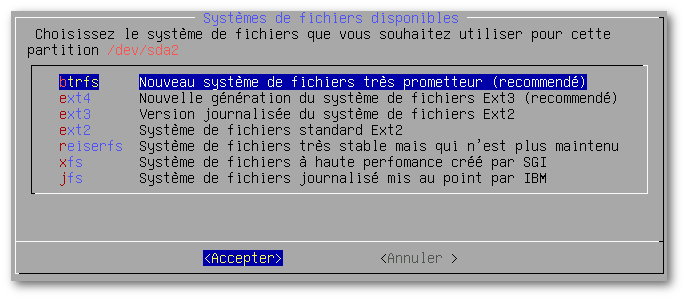 Systèmes de fichiers disponibles
Choisissez le système de fichiers que vous souhaitez utiliser pour cette
partition /dev/sda2
btrfs Nouveau système de fichiers très prometteur (recommendé)
ext4 Nouvelle génération du système de fichiers Ext3 (recommendé)
ext3 Version journalisée du système de fichiers Ext2
ext2 Système de fichiers standard Ext2
reiserfs Système de fichiers très stable mais qui n'est plus maintenu
xfs Système de fichiers à haute perfomance créé par SGI
jfs Système de fichiers journalisé mis au point par IBM
<Accepter> <Annuler >